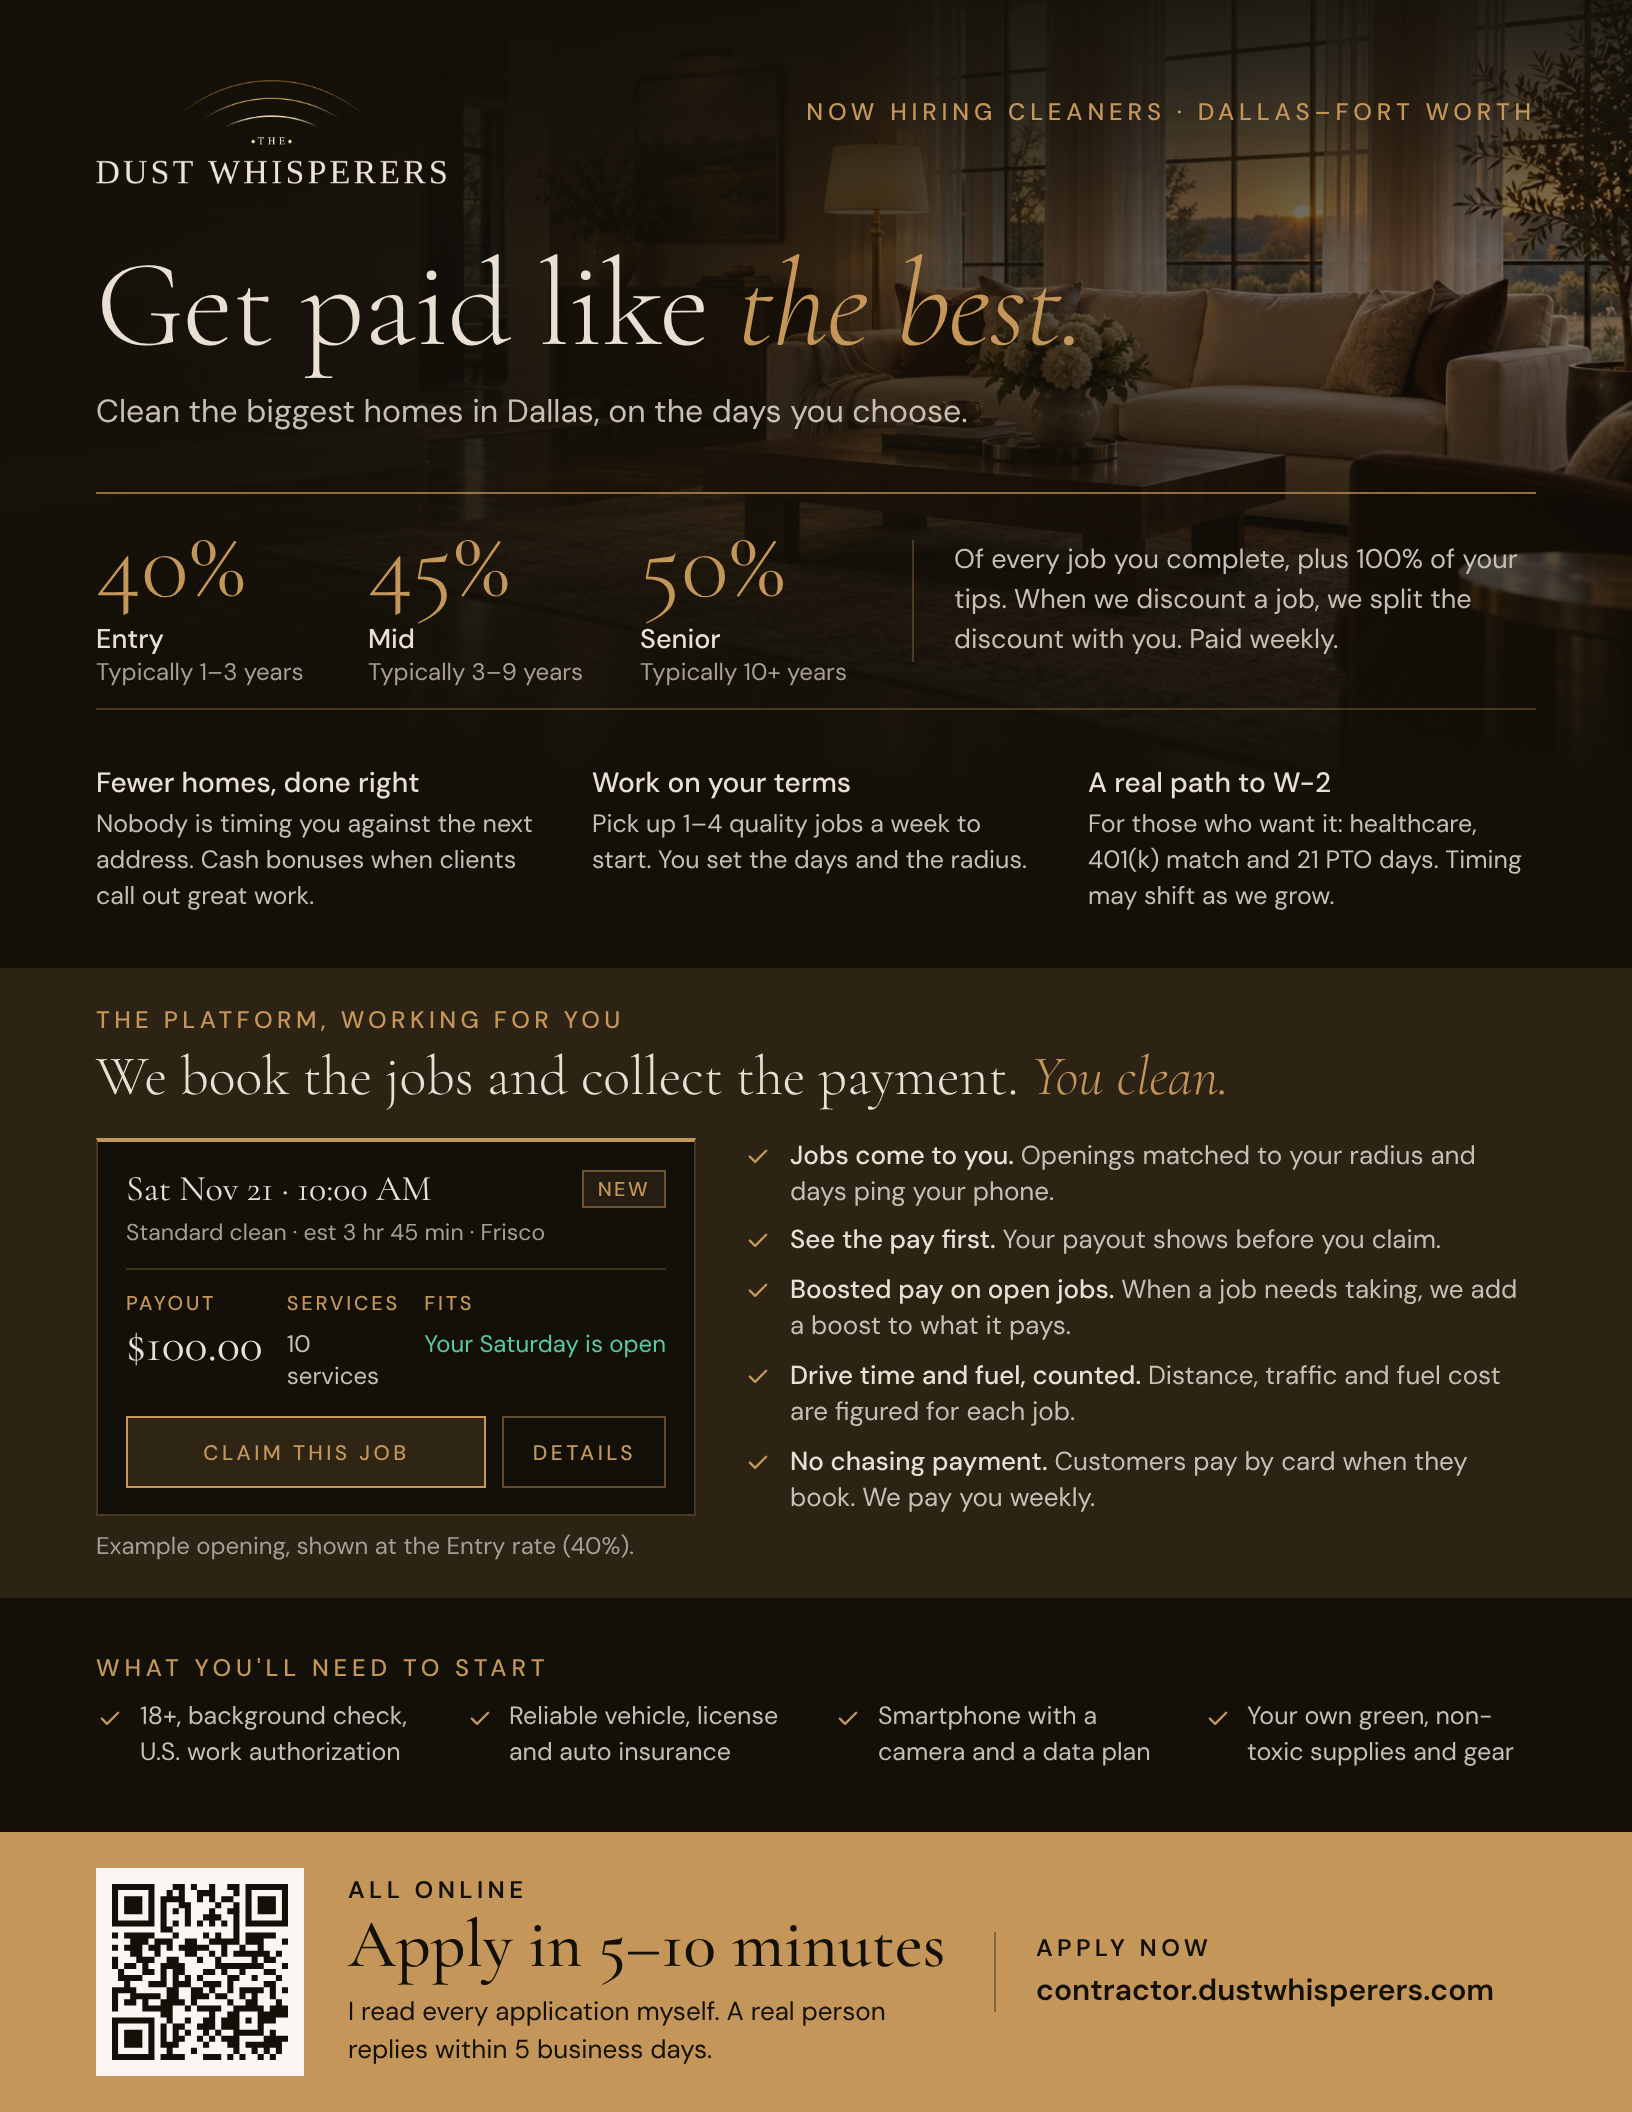 THE
DUST WHISPERERS
NOW HIRING CLEANERS · DALLAS–FORT WORTH
Get paid like the best.
Clean the biggest homes in Dallas, on the days you choose.
40%
Entry
Typically 1–3 years
45%
Mid
Typically 3–9 years
50%
Senior
Typically 10+ years
Of every job you complete, plus 100% of your
tips. When we discount a job, we split the
discount with you. Paid weekly.
Fewer homes, done right
Nobody is timing you against the next
address. Cash bonuses when clients
call out great work.
Work on your terms
Pick up 1–4 quality jobs a week to
start. You set the days and the radius.
A real path to W-2
For those who want it: healthcare,
401(k) match and 21 PTO days. Timing
may shift as we grow.
THE PLATFORM, WORKING FOR YOU
We book the jobs and collect the payment. You clean.
Sat Nov 21 · 10:00 AM
NEW
Standard clean · est 3 hr 45 min · Frisco
PAYOUT
$100.00
SERVICES
10
services
FITS
Your Saturday is open
CLAIM THIS JOB
DETAILS
Example opening, shown at the Entry rate (40%).
Jobs come to you. Openings matched to your radius and
days ping your phone.
See the pay first. Your payout shows before you claim.
Boosted pay on open jobs. When a job needs taking, we add
a boost to what it pays.
Drive time and fuel, counted. Distance, traffic and fuel cost
are figured for each job.
No chasing payment. Customers pay by card when they
book. We pay you weekly.
WHAT YOU'LL NEED TO START
18+, background check,
U.S. work authorization
Reliable vehicle, license
and auto insurance
Smartphone with a
camera and a data plan
Your own green, non-
toxic supplies and gear
ALL ONLINE
Apply in 5–10 minutes
I read every application myself. A real person
replies within 5 business days.
APPLY NOW
contractor.dustwhisperers.com